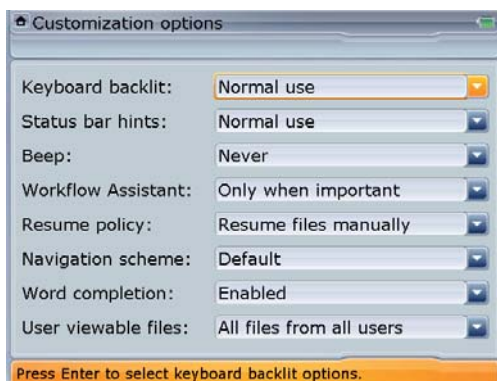 Customization options
Keyboard backlit: Normal use
Status bar hints: Normal use
Beep: Never
Workflow Assistant: Only when important
Resume policy: Resume files manually
Navigation scheme: Default
Word completion: Enabled
User viewable files: All files from all users
Press Enter to select keyboard backlit options.